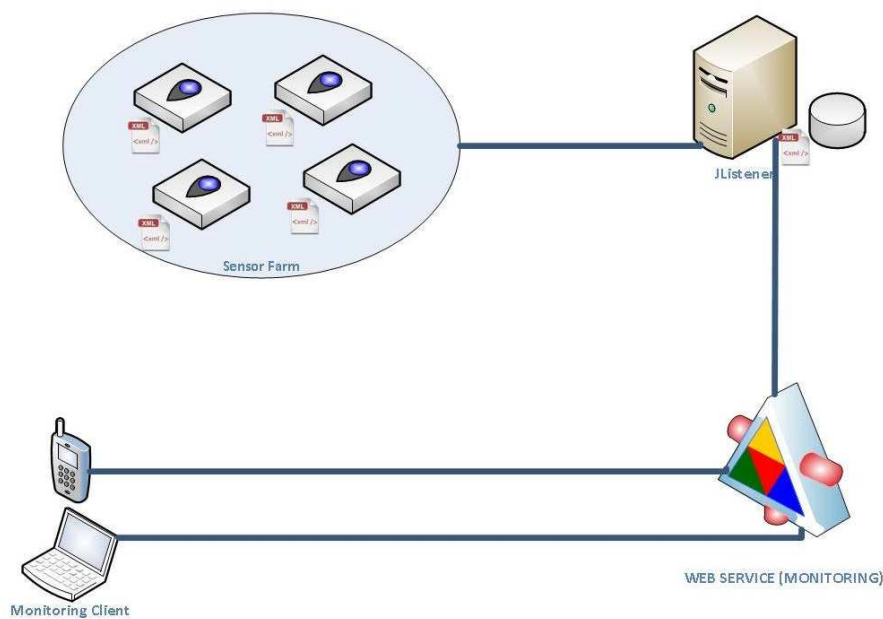 XML
<xml />
XML
<xml />
XML
<xml />
XML
<xml />
Sensor Farm
XML
<xml />
JListener
WEB SERVICE (MONITORING)
Monitoring Client